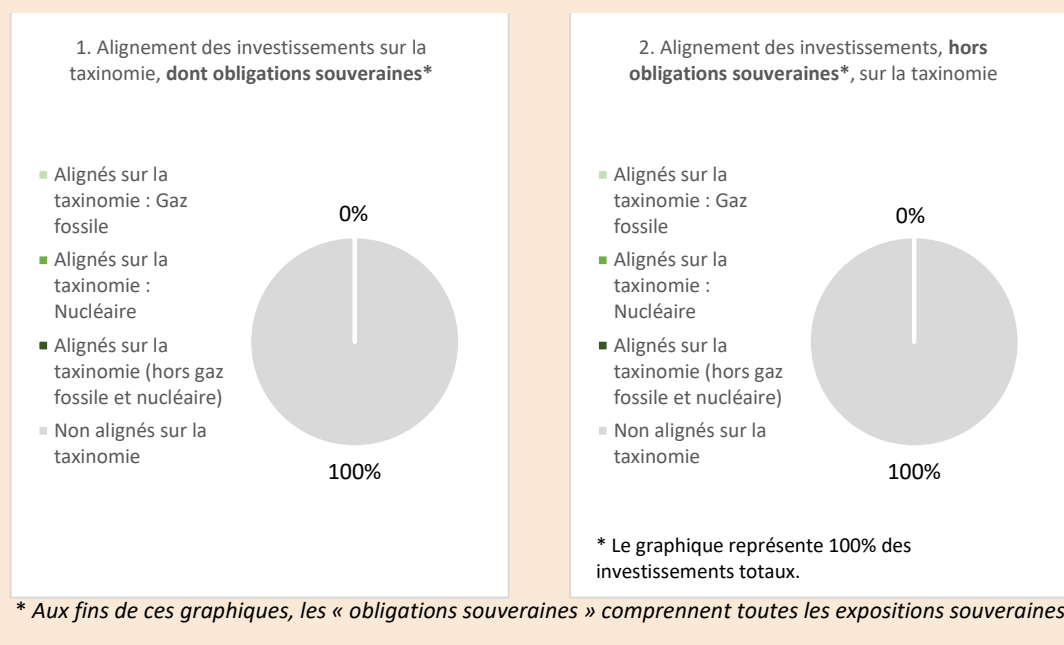 1. Alignement des investissements sur la
taxinomie, dont obligations souveraines*
Alignés sur la
taxinomie : Gaz
fossile
Alignés sur la
taxinomie :
Nucléaire
Alignés sur la
taxinomie (hors gaz
fossile et nucléaire)
Non alignés sur la
taxinomie
0%
100%
2. Alignement des investissements, hors
obligations souveraines*, sur la taxinomie
Alignés sur la
taxinomie : Gaz
fossile
Alignés sur la
taxinomie :
Nucléaire
Alignés sur la
taxinomie (hors gaz
fossile et nucléaire)
Non alignés sur la
taxinomie
0%
100%
* Le graphique représente 100% des
investissements totaux.
* Aux fins de ces graphiques, les « obligations souveraines » comprennent toutes les expositions souveraines